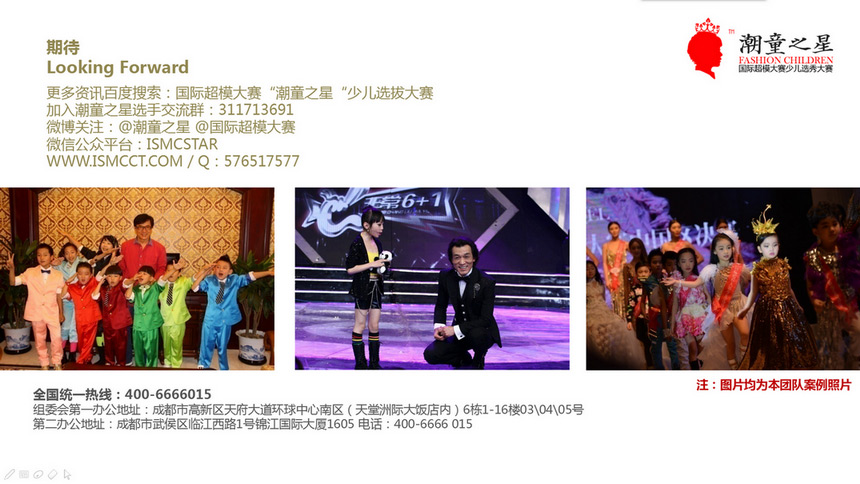 期待
Looking Forward
更多资讯百度搜索：国际超模大赛“潮童之星“少儿选拔大赛
加入潮童之星选手交流群：311713691
微博关注：@潮童之星 @国际超模大赛
微信公众平台：ISMCSTAR
WWW.ISMCCT.COM / Q：576517577
TM
潮童之星
FASHION CHILDREN
国际超模大赛少儿选秀大赛
非常6+1
注：图片均为本团队案例照片
全国统一热线：400-6666015
组委会第一办公地址：成都市高新区天府大道环球中心南区（天堂洲际大饭店内）6栋1-16楼03\04\05号
第二办公地址：成都市武侯区临江西路1号锦江国际大厦1605 电话：400-6666 015